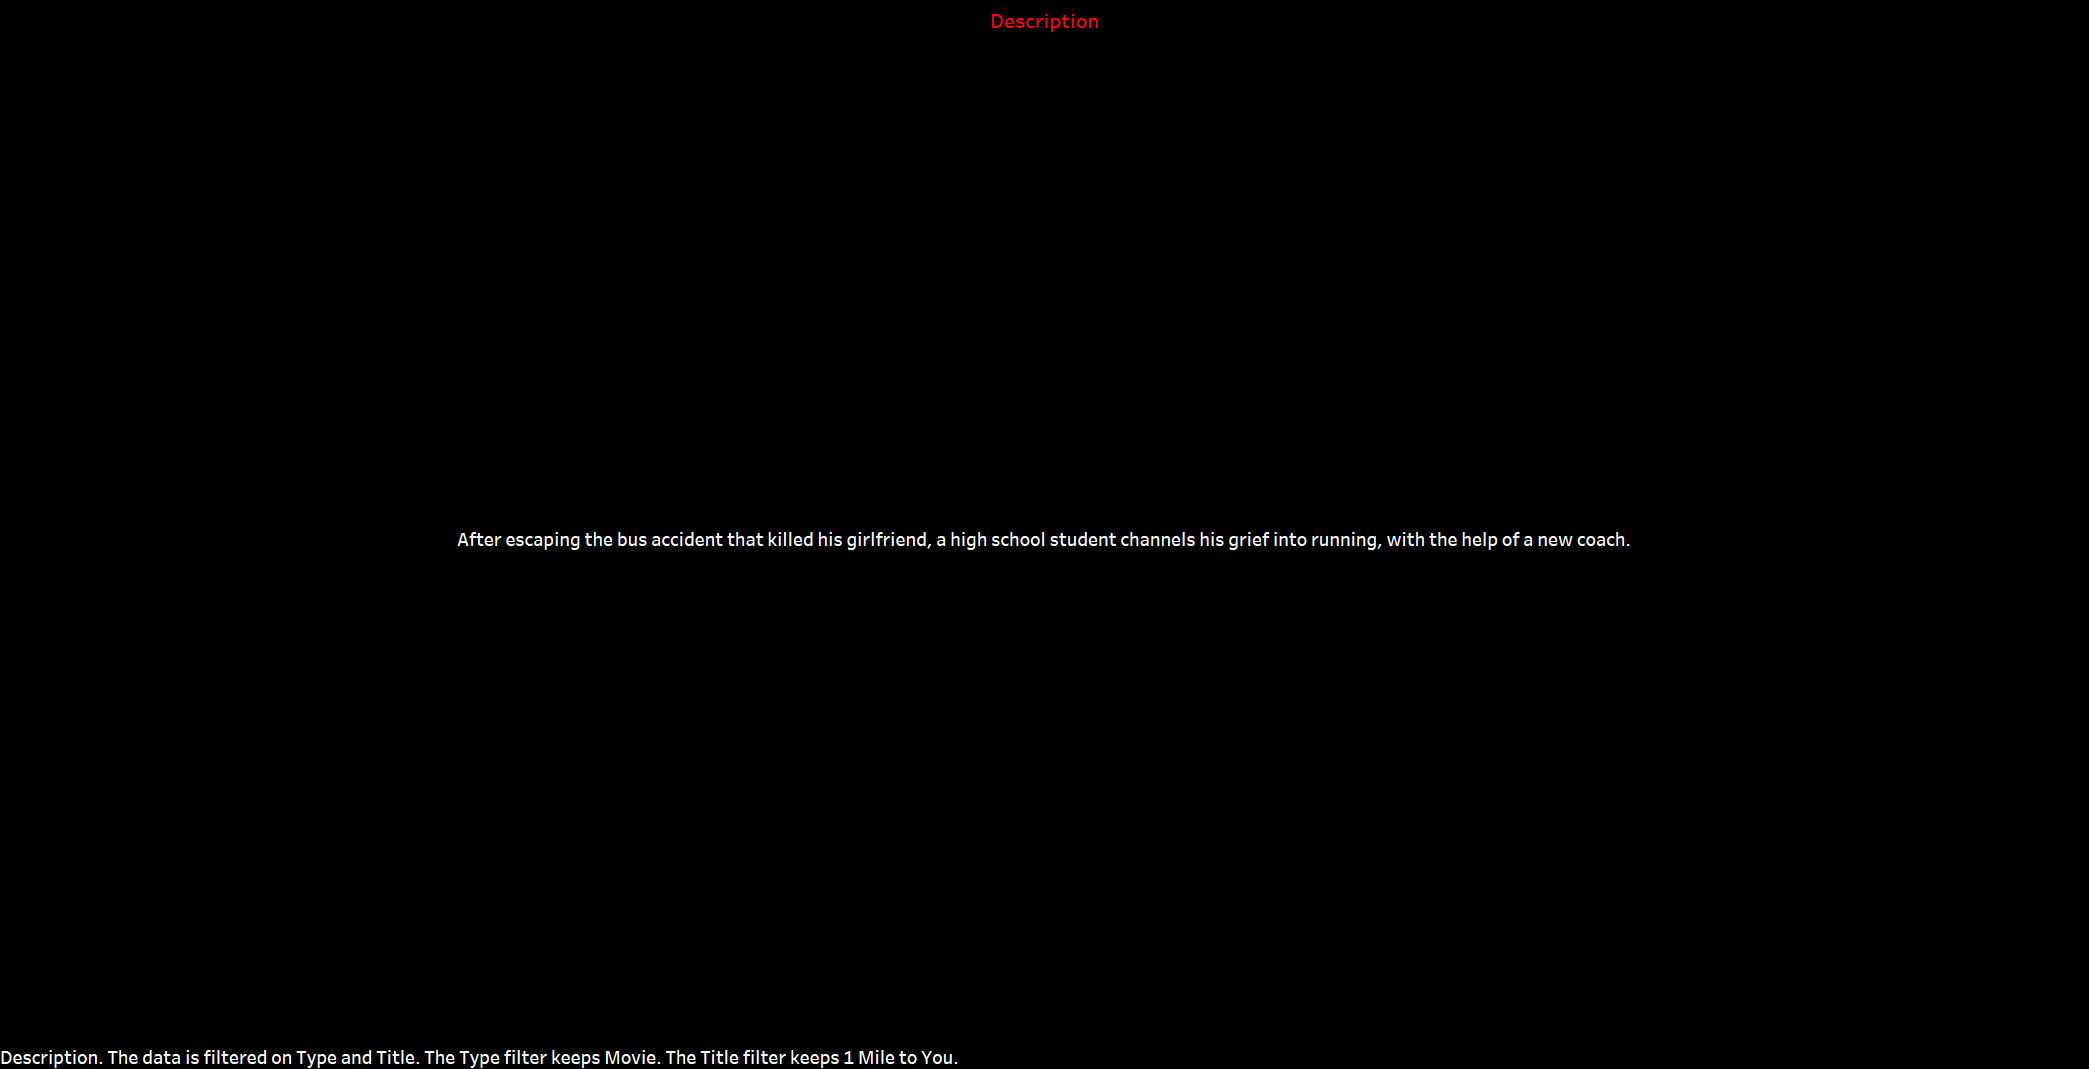 Description
After escaping the bus accident that killed his girlfriend, a high school student channels his grief into running, with the help of a new coach.
Description. The data is filtered on Type and Title. The Type filter keeps Movie. The Title filter keeps 1 Mile to You.